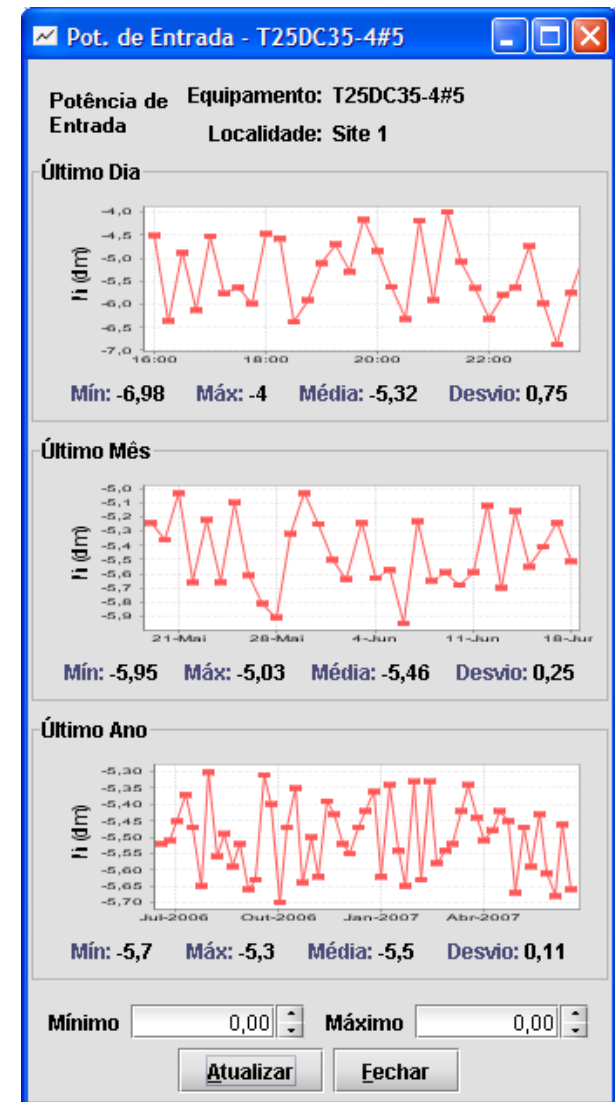 Pot. de Entrada - T25DC35-4#5
Potência de Entrada
Equipamento: T25DC35-4#5
Localidade: Site 1
Último Dia
-4,0
-4,5
-5,0
-5,5
-6,0
-6,5
-7,0
Ni (dm)
16:00 18:00 20:00 22:00
Mín: -6,98 Máx: -4 Média: -5,32 Desvio: 0,75
Último Mês
-5,0
-5,1
-5,2
-5,3
-5,4
-5,5
-5,6
-5,7
-5,8
-5,9
Ni (dm)
21-Mai 28-Mai 4-Jun 11-Jun 18-Jur
Mín: -5,95 Máx: -5,03 Média: -5,46 Desvio: 0,25
Último Ano
-5,30
-5,35
-5,40
-5,45
-5,50
-5,55
-5,60
-5,65
-5,70
Ni (dm)
Jul-2006 Out-2006 Jan-2007 Abr-2007
Mín: -5,7 Máx: -5,3 Média: -5,5 Desvio: 0,11
Mínimo 0,00 Máximo 0,00
Atualizar Fechar